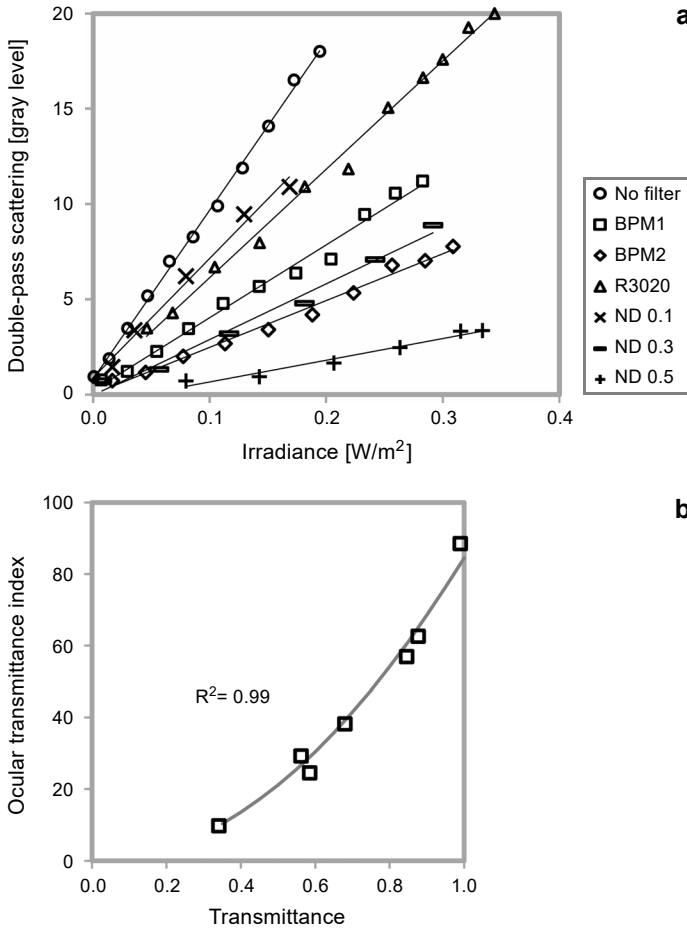 a
20
15
10
5
0
Double-pass scattering [gray level]
0.0 0.1 0.2 0.3 0.4
Irradiance [W/m²]
No filter
BPM1
BPM2
R3020
ND 0.1
ND 0.3
ND 0.5
b
100
80
60
40
20
0
Ocular transmittance index
R²= 0.99
0.0 0.2 0.4 0.6 0.8 1.0
Transmittance